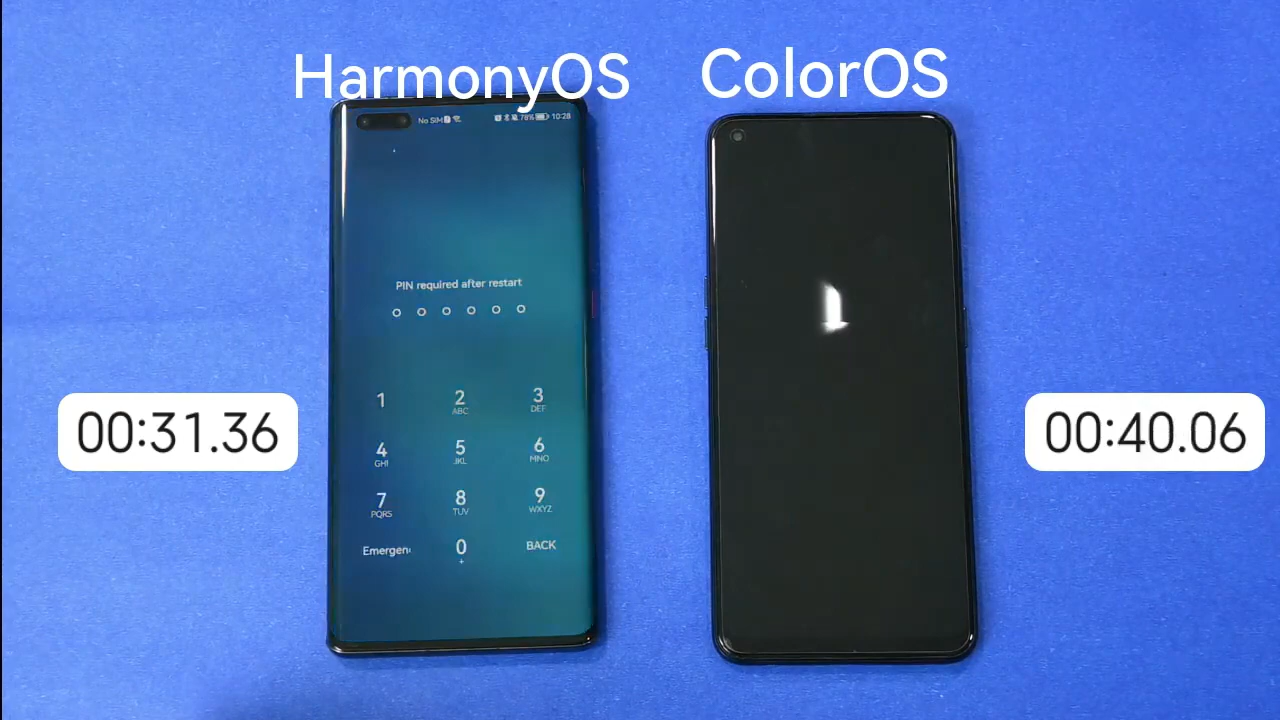 HarmonyOS
ColorOS
No SIM
78% 10:28
PIN required after restart
1
2
ABC
3
DEF
4
GHI
5
JKL
6
MNO
7
PQRS
8
TUV
9
WXYZ
Emergen
0
+
BACK
00:31.36
00:40.06